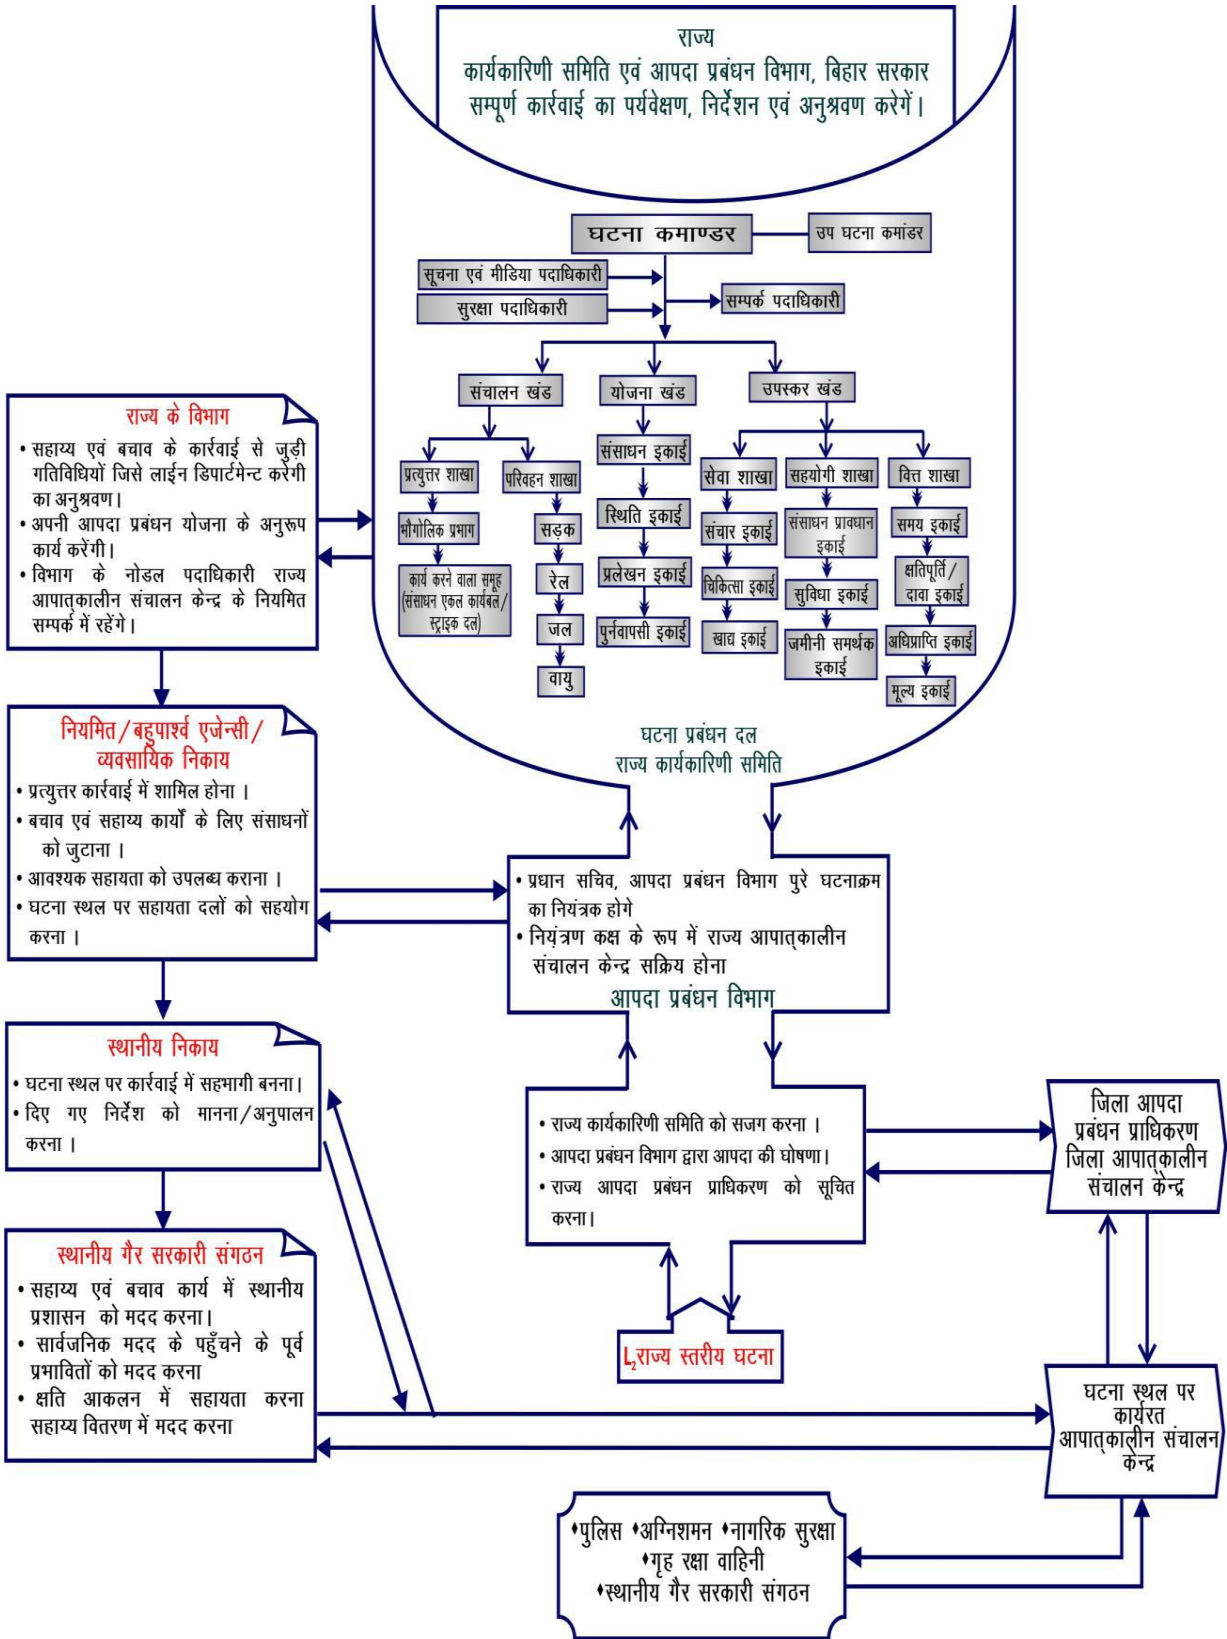 राज्य
कार्यकारिणी समिति एवं आपदा प्रबंधन विभाग, बिहार सरकार
सम्पूर्ण कार्रवाई का पर्यवेक्षण, निर्देशन एवं अनुश्रवण करेगें।
घटना कमाण्डर
उप घटना कमांडर
सूचना एवं मीडिया पदाधिकारी
सम्पर्क पदाधिकारी
सुरक्षा पदाधिकारी
संचालन खंड
योजना खंड
उपस्कर खंड
प्रत्युत्तर शाखा
भौगोलिक प्रभाग
कार्य करने वाला समूह
(संसाधन एकल कार्यबल/
स्ट्राइक दल)
परिवहन शाखा
सड़क
रेल
जल
वायु
संसाधन इकाई
स्थिति इकाई
प्रलेखन इकाई
पुर्नवापसी इकाई
सेवा शाखा
संचार इकाई
चिकित्सा इकाई
खाद्य इकाई
सहयोगी शाखा
संसाधन प्रावधान
इकाई
सुविधा इकाई
जमीनी समर्थक
इकाई
वित्त शाखा
समय इकाई
क्षतिपूर्ति/
दावा इकाई
अधिप्राप्ति इकाई
मूल्य इकाई
घटना प्रबंधन दल
राज्य कार्यकारिणी समिति
राज्य के विभाग
• सहाय्य एवं बचाव के कार्रवाई से जुड़ी
गतिविधियों जिसे लाईन डिपार्टमेन्ट करेगी
का अनुश्रवण।
• अपनी आपदा प्रबंधन योजना के अनुरूप
कार्य करेंगी।
• विभाग के नोडल पदाधिकारी राज्य
आपात्कालीन संचालन केन्द्र के नियमित
सम्पर्क में रहेंगे।
नियमित/बहुपार्श्व एजेन्सी/
व्यवसायिक निकाय
• प्रत्युत्तर कार्रवाई में शामिल होना ।
• बचाव एवं सहाय्य कार्यों के लिए संसाधनों
को जुटाना ।
• आवश्यक सहायता को उपलब्ध कराना ।
• घटना स्थल पर सहायता दलों को सहयोग
करना ।
• प्रधान सचिव, आपदा प्रबंधन विभाग पुरे घटनाक्रम
का नियंत्रक होगे
• नियंत्रण कक्ष के रूप में राज्य आपात्कालीन
संचालन केन्द्र सक्रिय होना
आपदा प्रबंधन विभाग
स्थानीय निकाय
• घटना स्थल पर कार्रवाई में सहभागी बनना।
• दिए गए निर्देश को मानना/अनुपालन
करना ।
• राज्य कार्यकारिणी समिति को सजग करना ।
• आपदा प्रबंधन विभाग द्वारा आपदा की घोषणा।
• राज्य आपदा प्रबंधन प्राधिकरण को सूचित
करना।
जिला आपदा
प्रबंधन प्राधिकरण
जिला आपात्कालीन
संचालन केन्द्र
स्थानीय गैर सरकारी संगठन
• सहाय्य एवं बचाव कार्य में स्थानीय
प्रशासन को मदद करना।
• सार्वजनिक मदद के पहुँचने के पूर्व
प्रभावितों को मदद करना
• क्षति आकलन में सहायता करना
सहाय्य वितरण में मदद करना
L₂राज्य स्तरीय घटना
घटना स्थल पर
कार्यरत
आपात्कालीन संचालन
केन्द्र
♦पुलिस ♦अग्निशमन ♦नागरिक सुरक्षा
♦गृह रक्षा वाहिनी
♦स्थानीय गैर सरकारी संगठन